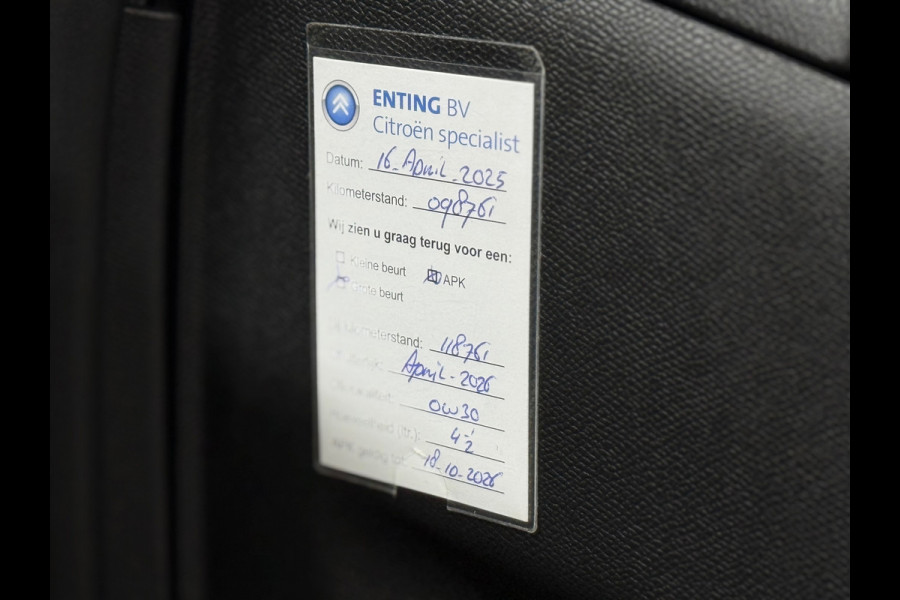 ENTING BV
Citroën specialist
Datum: 16-April-2025
Kilometerstand: 098761
Wij zien u graag terug voor een:
Kleine beurt APK
Grote beurt
Kilometerstand: 118761
April-2026
0W30
4 1/2
18-10-2026